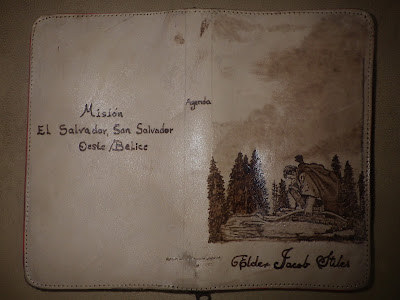 Misión
El Salvador, San Salvador
Oeste/Belice
Agenda
Elder Jacob Stiles